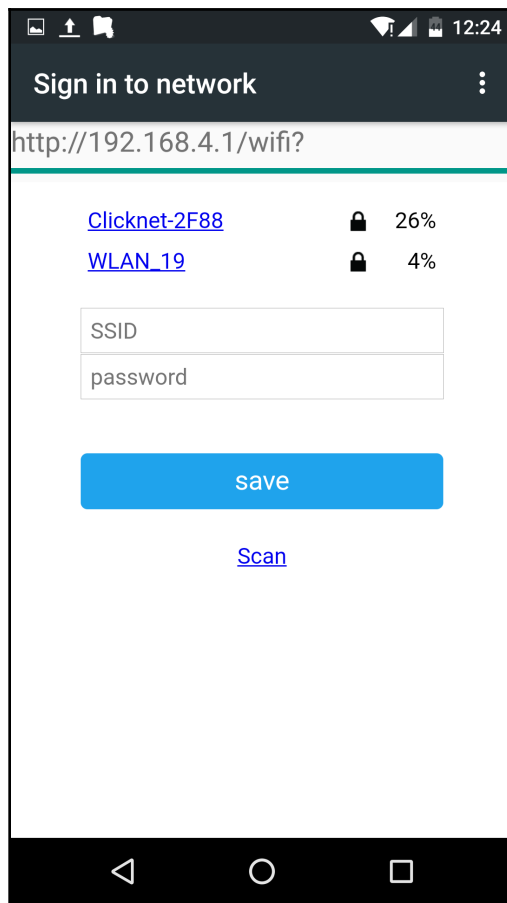 44 12:24
Sign in to network
http://192.168.4.1/wifi?
Clicknet-2F88 26%
WLAN_19 4%
SSID
password
save
Scan